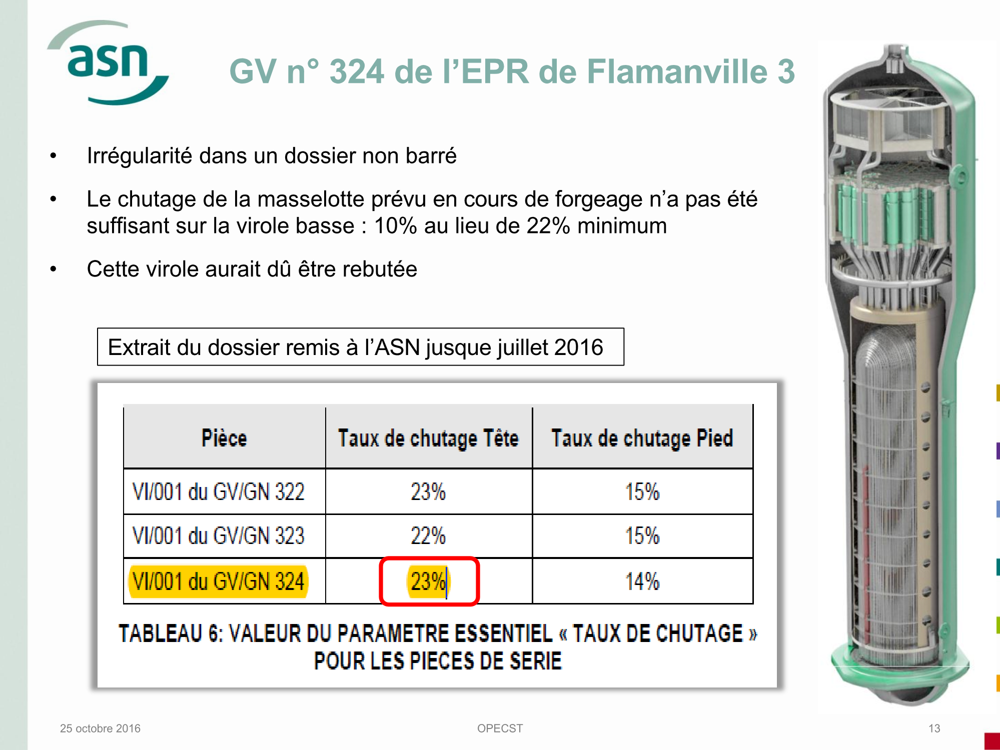 asn
GV n° 324 de l’EPR de Flamanville 3
• Irrégularité dans un dossier non barré
• Le chutage de la masselotte prévu en cours de forgeage n’a pas été
suffisant sur la virole basse : 10% au lieu de 22% minimum
• Cette virole aurait dû être rebutée
Extrait du dossier remis à l’ASN jusque juillet 2016
Pièce Taux de chutage Tête Taux de chutage Pied
VI/001 du GV/GN 322 23% 15%
VI/001 du GV/GN 323 22% 15%
VI/001 du GV/GN 324 23% 14%
TABLEAU 6: VALEUR DU PARAMETRE ESSENTIEL « TAUX DE CHUTAGE »
POUR LES PIECES DE SERIE
25 octobre 2016 OPECST 13